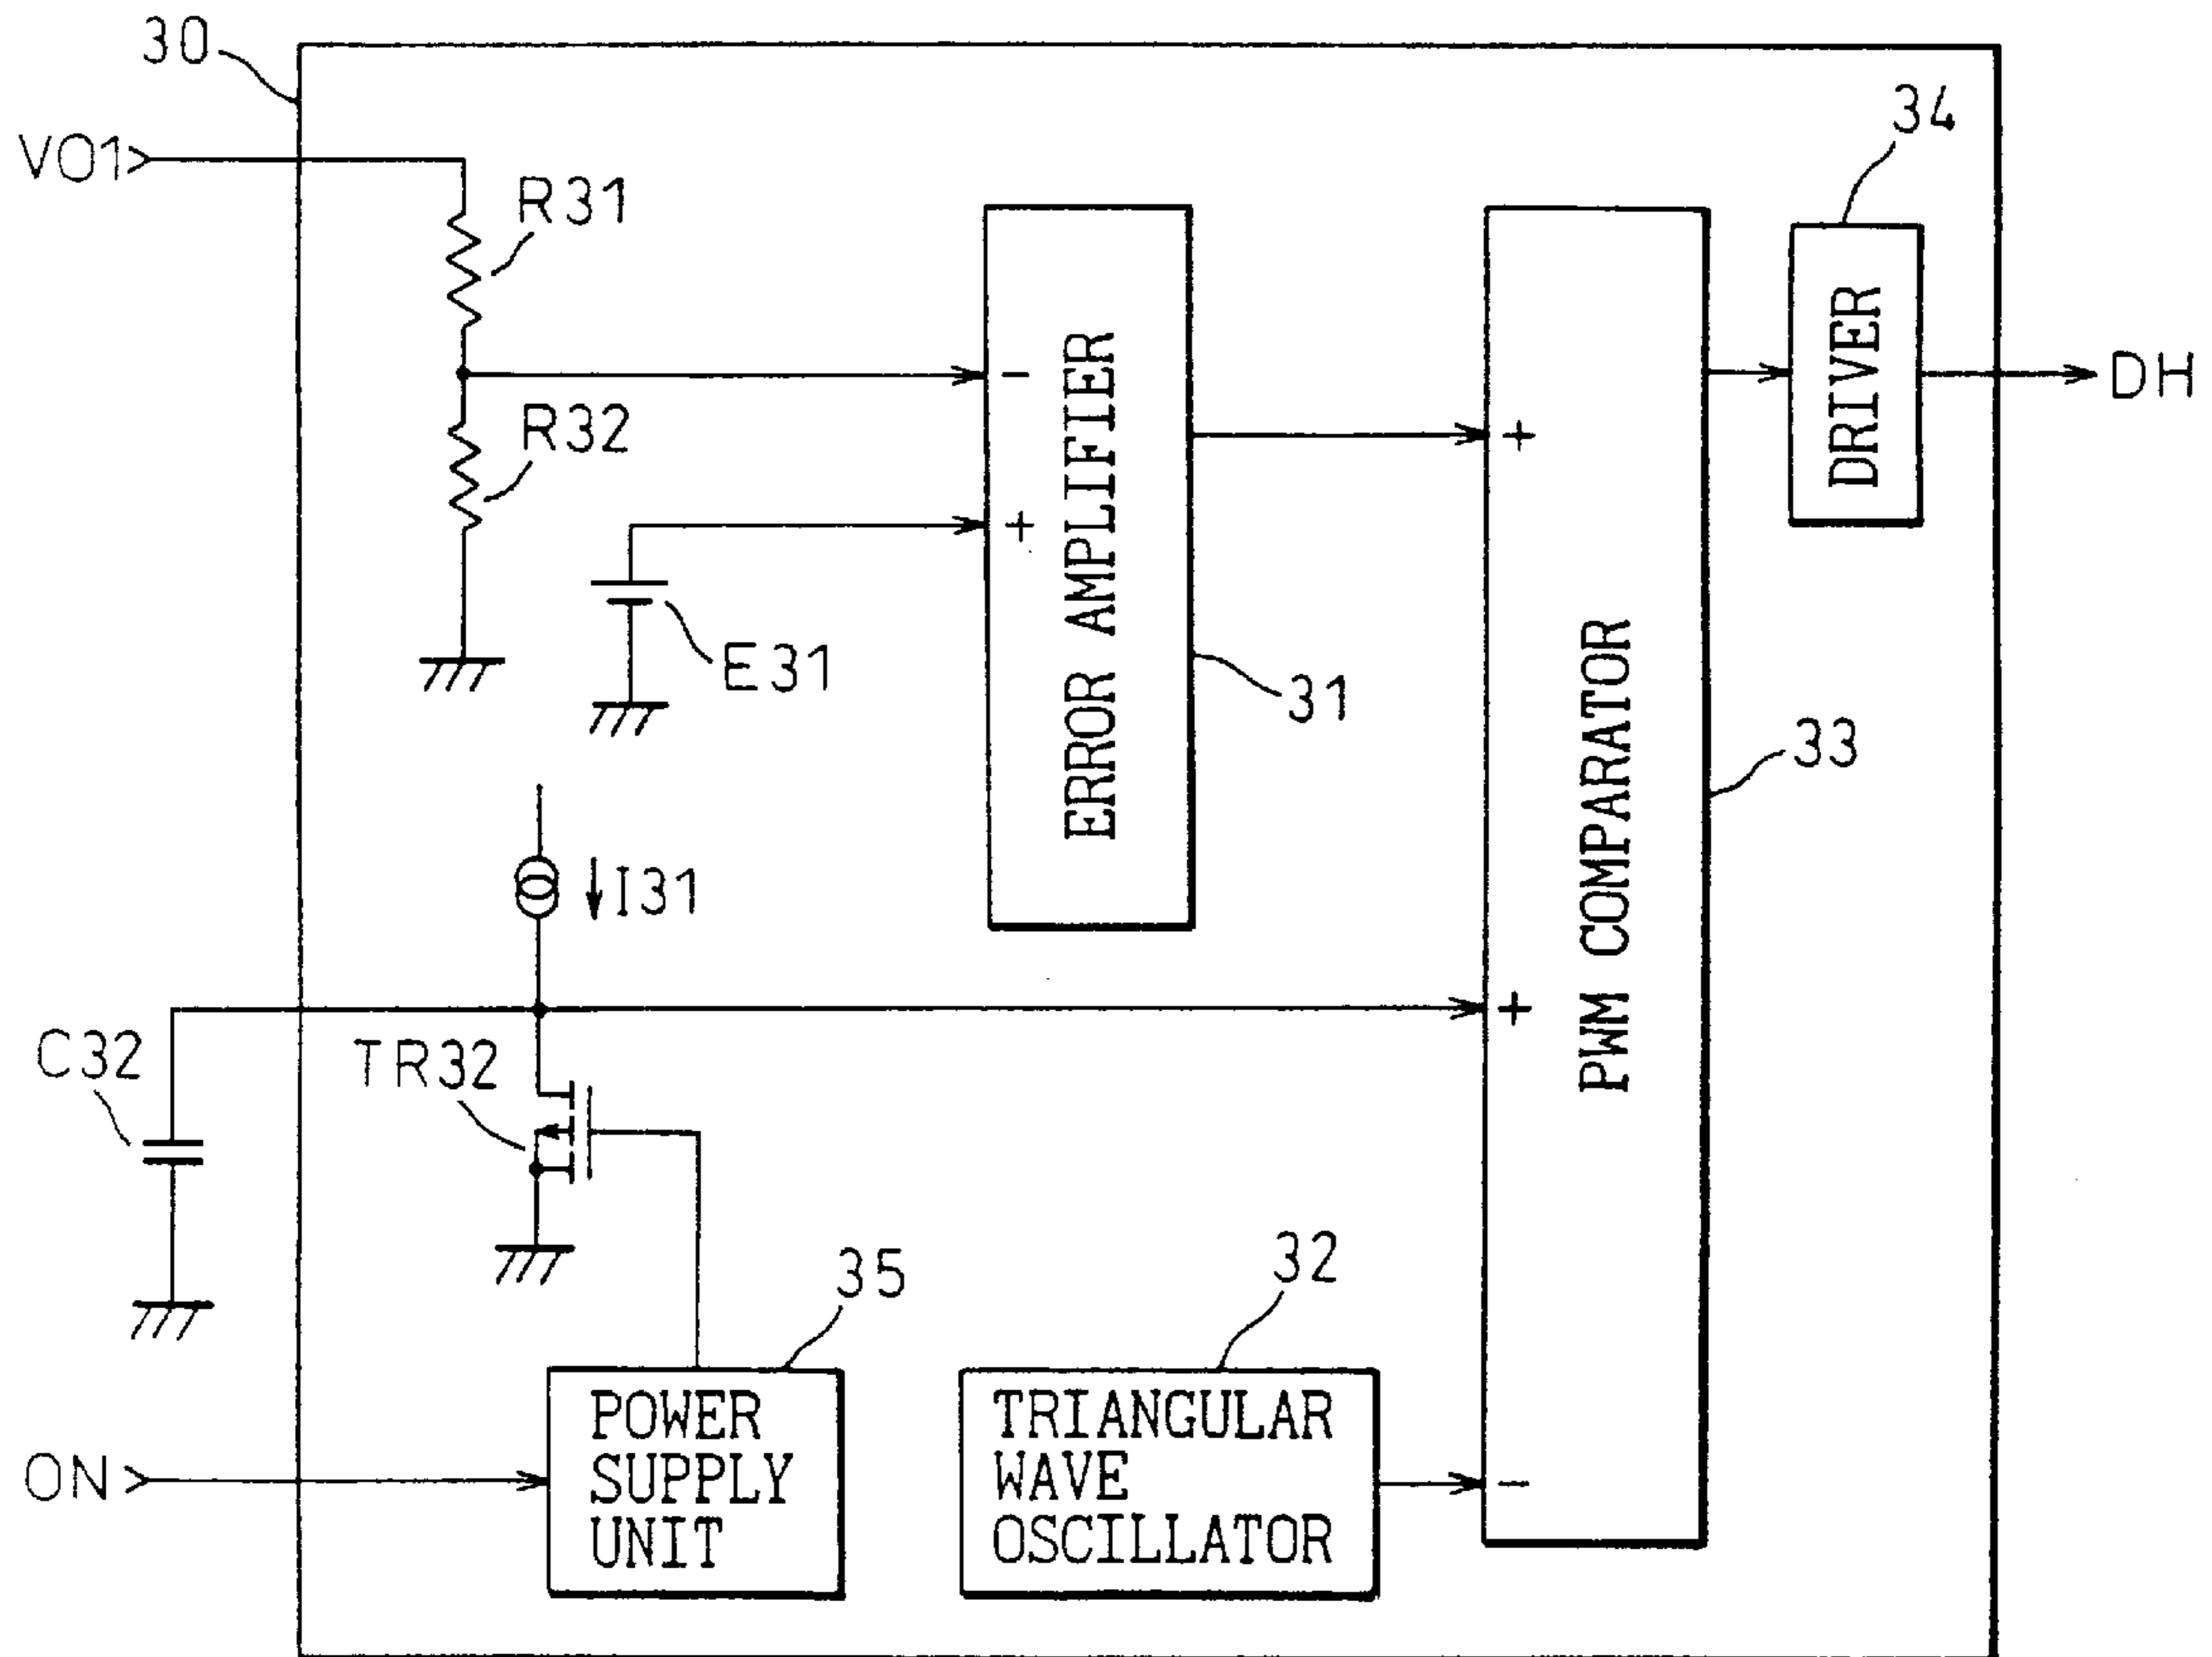 30
VO1
R31
34
R32
-
+
E31
ERROR AMPLIFIER
31
+
DRIVER
DH
PWM COMPARATOR
33
I31
+
C32
TR32
35
32
ON
POWER
SUPPLY
UNIT
TRIANGULAR
WAVE
OSCILLATOR
-